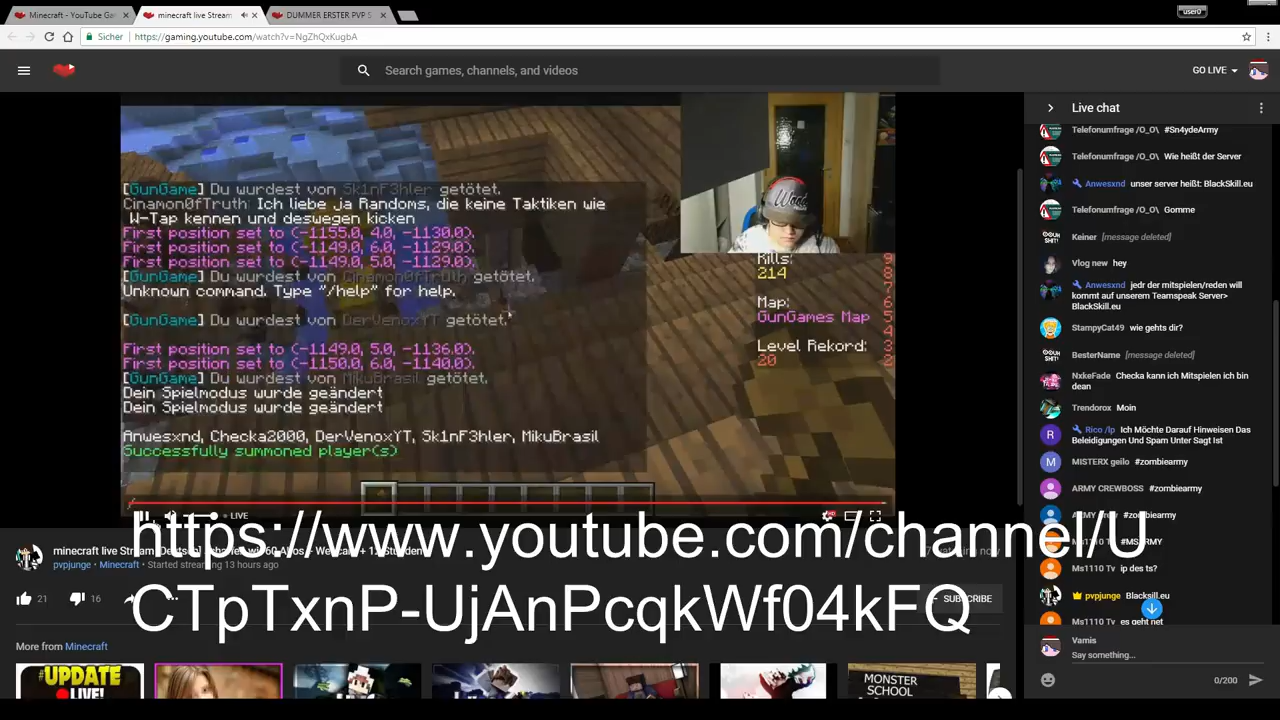 Minecraft - YouTube Ga
minecraft live Stream
DUMMER ERSTER PVP S
user0
Sicher
https://gaming.youtube.com/watch?v=NgZhQxKugbA
Search games, channels, and videos
GO LIVE
[GunGame] Du wurdest von Sk1nF3hler getötet.
Cinamon0fTruth: Ich liebe ja Randoms, die keine Taktiken wie
W-Tap kennen und deswegen kicken
First position set to (-1155.0, 4.0, -1130.0).
First position set to (-1149.0, 6.0, -1129.0).
First position set to (-1149.0, 5.0, -1129.0).
[GunGame] Du wurdest von Cinamon0fTruth getötet.
Unknown command. Type "/help" for help.
[GunGame] Du wurdest von DerVenoxYT getötet.
First position set to (-1149.0, 5.0, -1136.0).
First position set to (-1150.0, 6.0, -1140.0).
[GunGame] Du wurdest von MikuBrasil getötet.
Dein Spielmodus wurde geändert
Dein Spielmodus wurde geändert
Anwesxnd, Checka2000, DerVenoxYT, Sk1nF3hler, MikuBrasil
Successfully summoned player(s)
Kills: 9
214 8
7
Map: 6
GunGames Map 5
4
Level Rekord: 3
20 2
LIVE
https://www.youtube.com/channel/U
CTpTxnP-UjAnPcqkWf04kFQ
minecraft live Stream
pvpjunge • Minecraft • Started streaming 13 hours ago
21
16
SUBSCRIBE
More from Minecraft
#UPDATE
LIVE!
MONSTER
SCHOOL
Live chat
Telefonumfrage /O_O\ #Sn4ydeArmy
Telefonumfrage /O_O\ Wie heißt der Server
Anwesxnd unser server heißt: BlackSkill.eu
Telefonumfrage /O_O\ Gomme
Keiner [message deleted]
Vlog new hey
Anwesxnd jedr der mitspielen/reden will
kommt auf unserem Teamspeak Server>
BlackSkill.eu
StampyCat49 wie gehts dir?
BesterName [message deleted]
NxkeFade Checka kann ich Mitspielen ich bin
dean
Trendorox Moin
Rico /lp Ich Möchte Darauf Hinweisen Das
Beleidigungen Und Spam Unter Sagt Ist
MISTERX geilo #zombiearmy
ARMY CREWBOSS #zombiearmy
#zombiearmy
Ms1110 Tv ip des ts?
pvpjunge Blacksill.eu
Ms1110 Tv es geht net
Vamis
Say something...
0/200